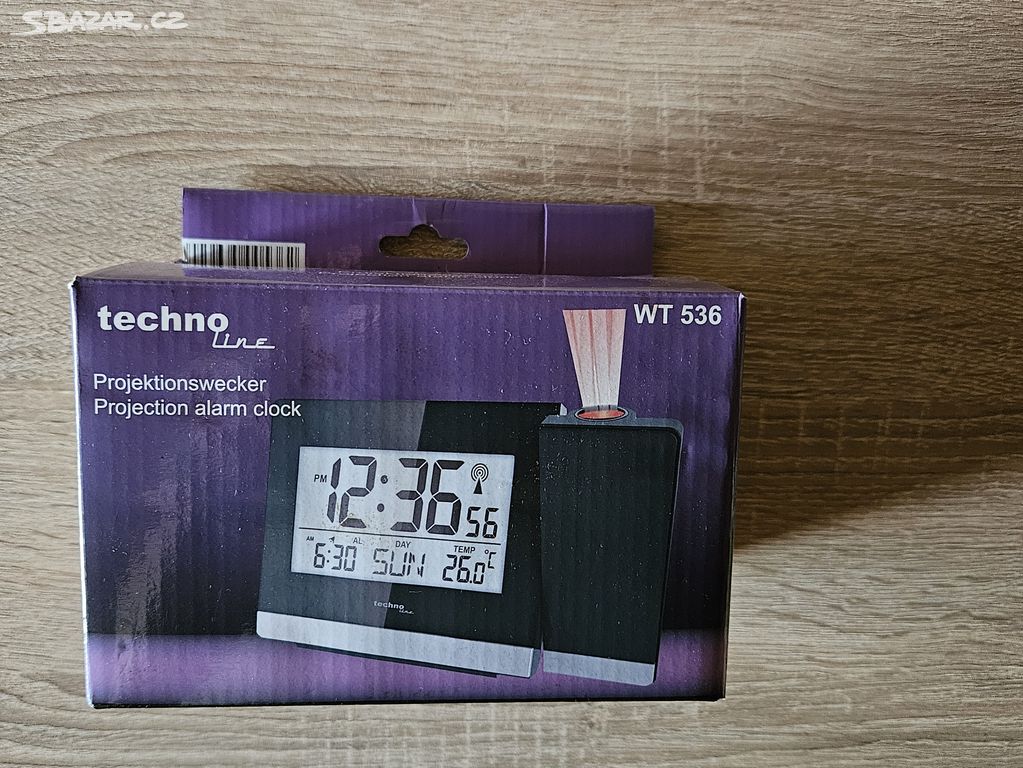 SBAZAR.CZ
techno
line
WT 536
Projektionswecker
Projection alarm clock
PM 12:36 56
AM AL DAY TEMP °C
6:30 SUN 26.0
techno
line